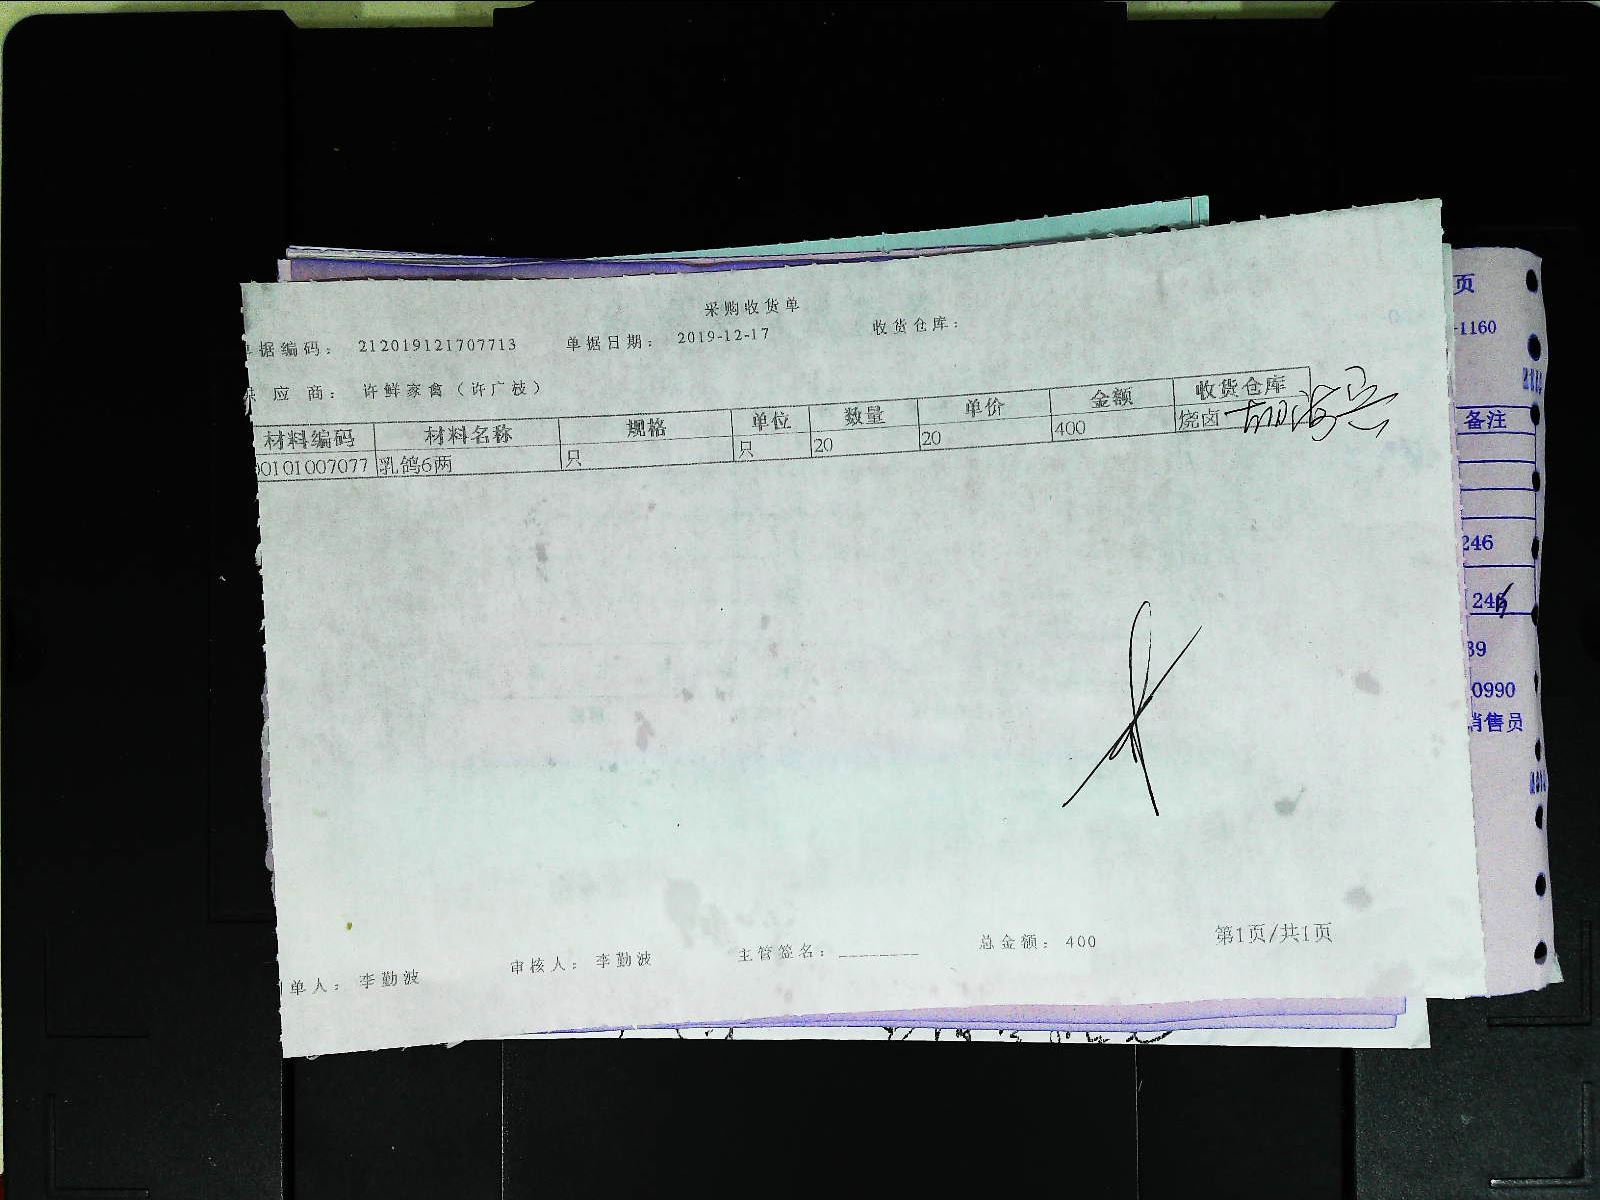 采购收货单
据编码： 212019121707713 单据日期： 2019-12-17 收货仓库：
应商： 许鲜家禽（许广枝）
材料编码 材料名称 规格 单位 数量 单价 金额 收货仓库
00101007077 乳鸽6两 只 只 20 20 400 烧卤
单人： 李勤波 审核人： 李勤波 主管签名：________ 总金额： 400 第1页/共1页
页
-1160
备注
246
246
39
0990
销售员